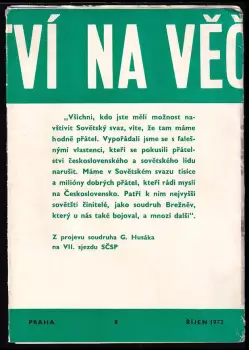 TVÍ NA VĚČ
„Všichni, kdo jste měli možnost na-
vštívit Sovětský svaz, víte, že tam máme
hodně přátel. Vypořádali jsme se s faleš-
nými vlastenci, kteří se pokusili přátel-
ství československého a sovětského lidu
narušit. Máme v Sovětském svazu tisíce
a milióny dobrých přátel, kteří rádi myslí
na Československo. Patří k nim nejvyšší
sovětští činitelé, jako soudruh Brežněv,
který u nás také bojoval, a mnozí další".
Z projevu soudruha G. Husáka
na VII. sjezdu SČSP
PRAHA 8 ŘÍJEN 1972